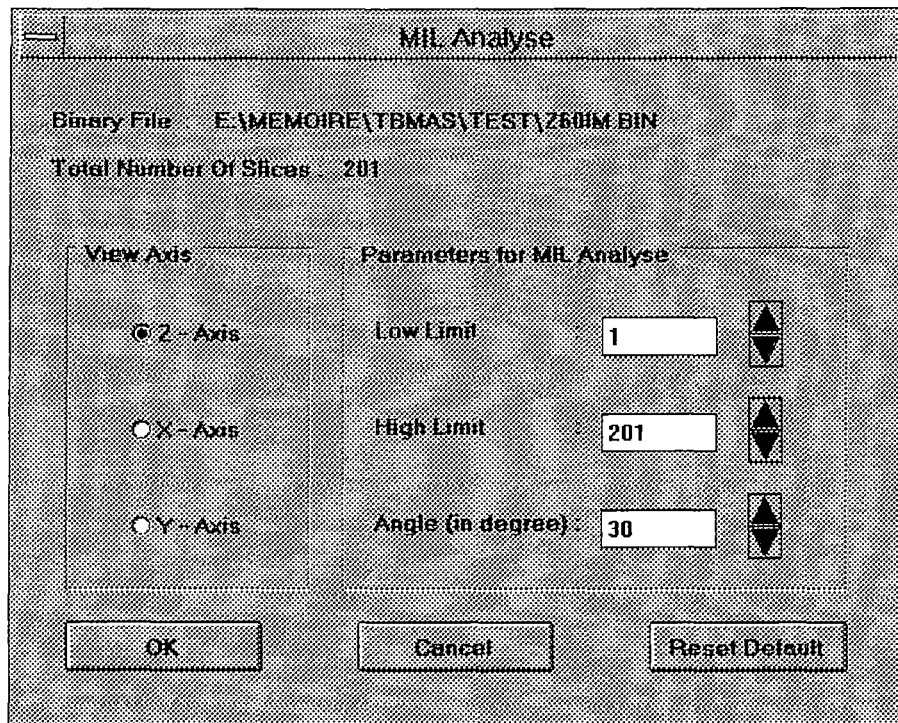 MIL Analyse
Binary File E:\MEMOIRE\TBMAS\TEST\Z60IM.BIN
Total Number Of Slices : 201
View Axis
Z - Axis
X - Axis
Y - Axis
Parameters for MIL Analyse
Low Limit : 1
High Limit : 201
Angle (in degree) : 30
OK
Cancel
Reset Default